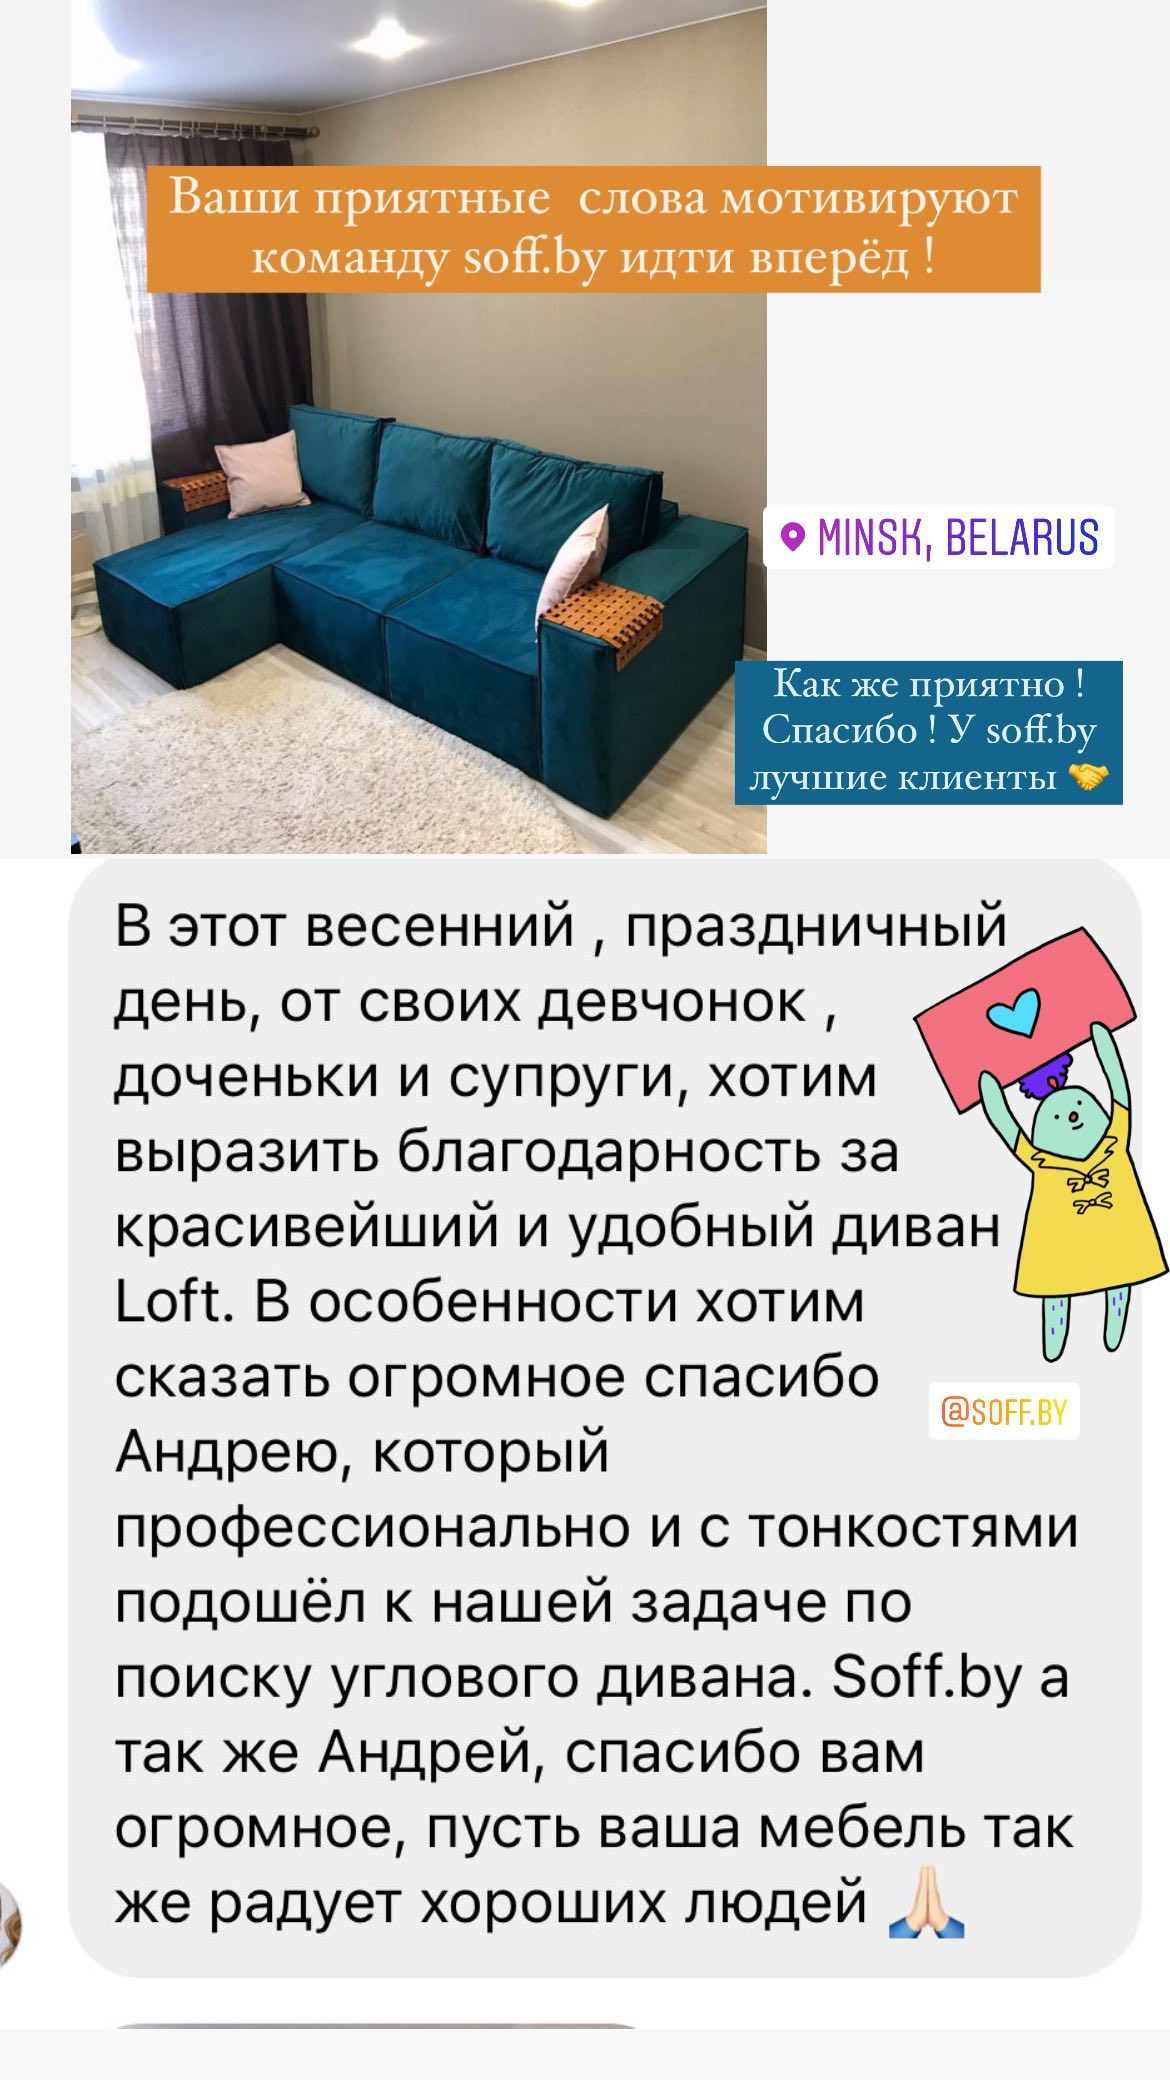 Ваши приятные слова мотивируют
команду soff.by идти вперёд !
MINSK, BELARUS
Как же приятно !
Спасибо ! У soff.by
лучшие клиенты 🤝
В этот весенний , праздничный
день, от своих девчонок ,
доченьки и супруги, хотим
выразить благодарность за
красивейший и удобный диван
Loft. В особенности хотим
сказать огромное спасибо
Андрею, который
профессионально и с тонкостями
подошёл к нашей задаче по
поиску углового дивана. Soff.by а
так же Андрей, спасибо вам
огромное, пусть ваша мебель так
же радует хороших людей 🙏🏻
@SOFF.BY